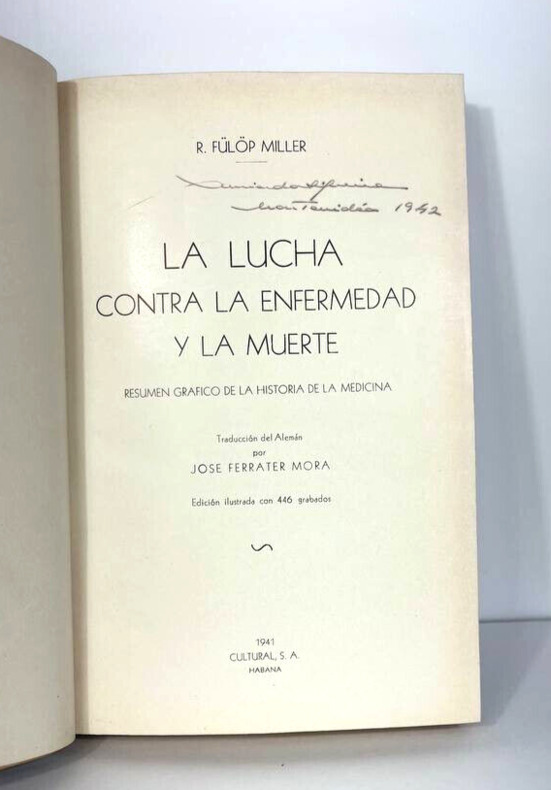 R. FÜLÖP MILLER
Montevideo 1942
LA LUCHA
CONTRA LA ENFERMEDAD
Y LA MUERTE
RESUMEN GRAFICO DE LA HISTORIA DE LA MEDICINA
Traducción del Alemán
por
JOSE FERRATER MORA
Edición ilustrada con 446 grabados
1941
CULTURAL, S. A.
HABANA